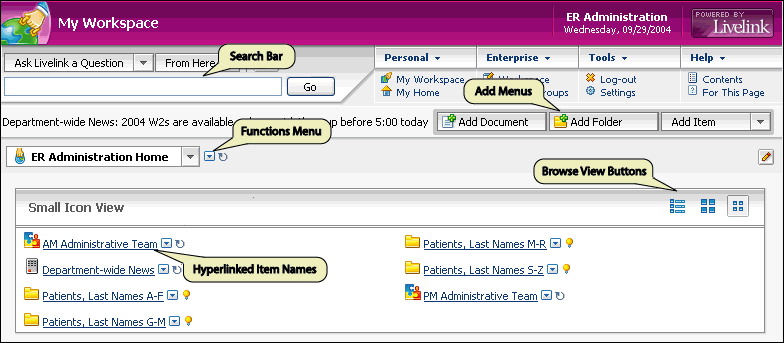 My Workspace
ER Administration
Wednesday, 09/29/2004
POWERED BY
Livelink
Ask Livelink a Question
From Here
Search Bar
Go
Personal
Enterprise
Tools
Help
My Workspace
Workspace
Log-out
Contents
My Home
Add Menus
oups
Settings
For This Page
Department-wide News: 2004 W2s are available
up before 5:00 today
Add Document
Add Folder
Add Item
Functions Menu
ER Administration Home
Browse View Buttons
Small Icon View
AM Administrative Team
Patients, Last Names M-R
Department-wide News
Hyperlinked Item Names
Patients, Last Names S-Z
Patients, Last Names A-F
PM Administrative Team
Patients, Last Names G-M